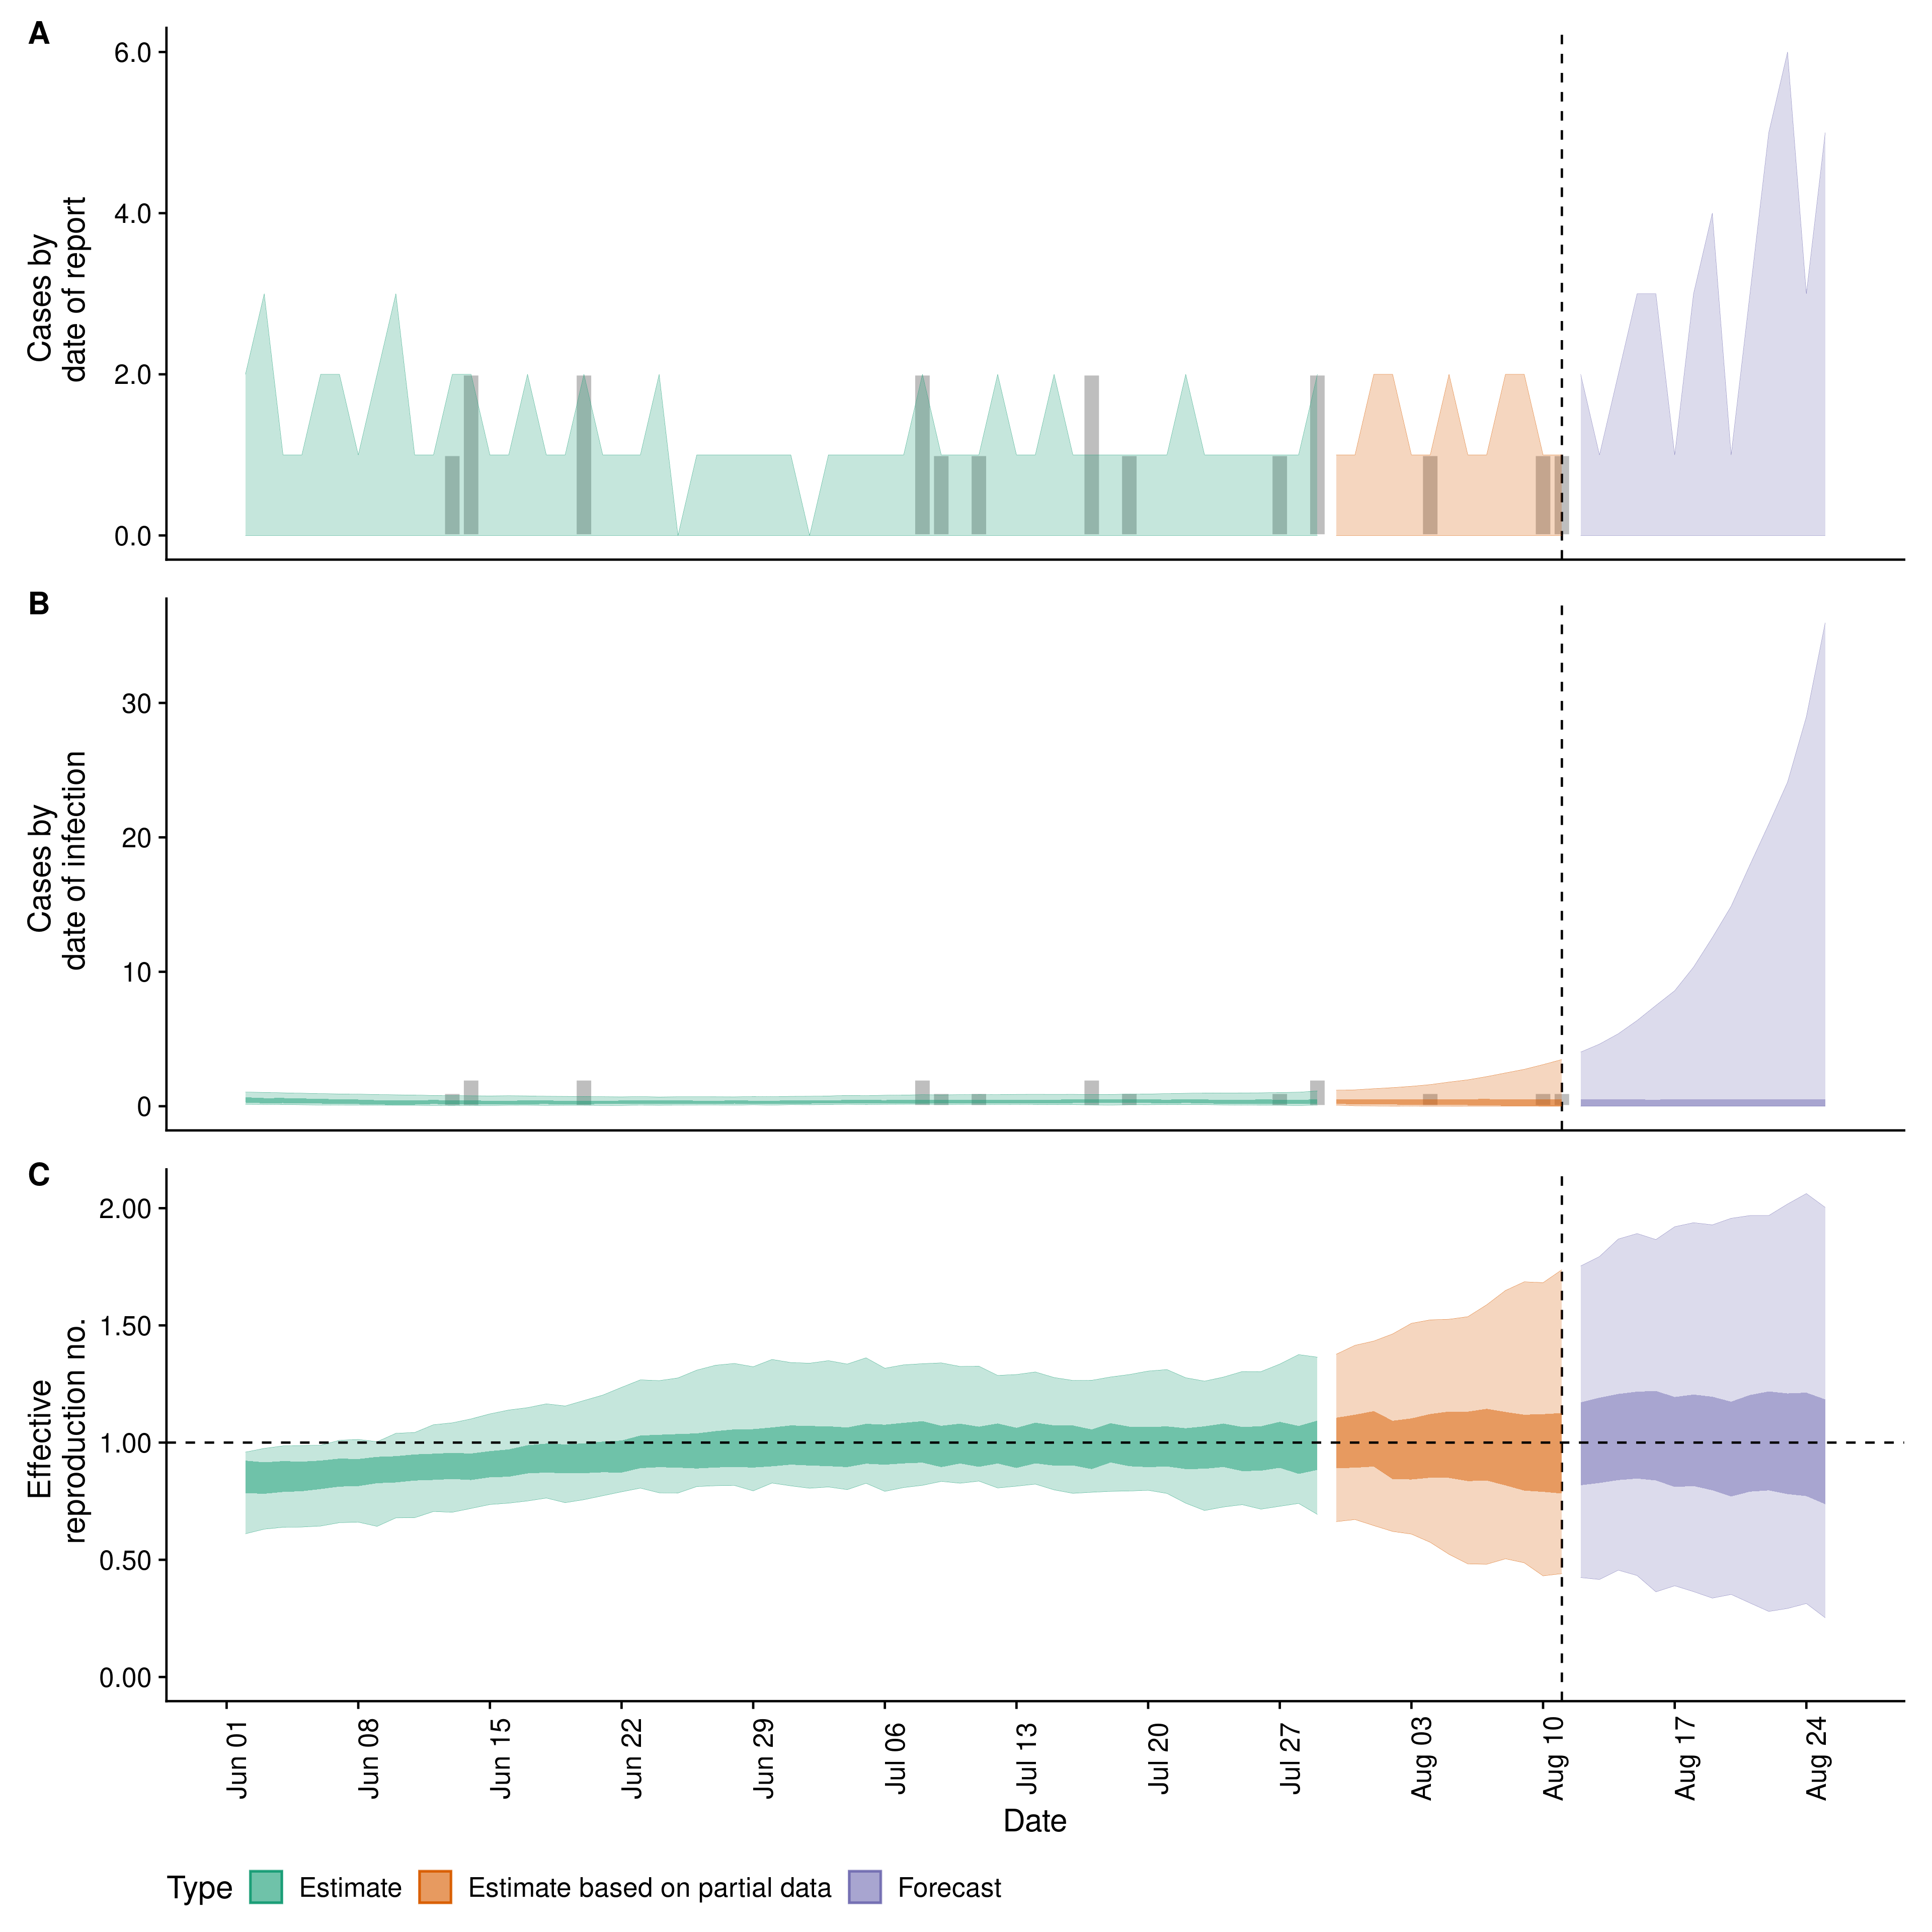 A
6.0
4.0
2.0
0.0
Cases by
date of report
B
30
20
10
0
Cases by
date of infection
C
2.00
1.50
1.00
0.50
0.00
Effective
reproduction no.
Jun 01
Jun 08
Jun 15
Jun 22
Jun 29
Jul 06
Jul 13
Jul 20
Jul 27
Aug 03
Aug 10
Aug 17
Aug 24
Date
Type Estimate Estimate based on partial data Forecast